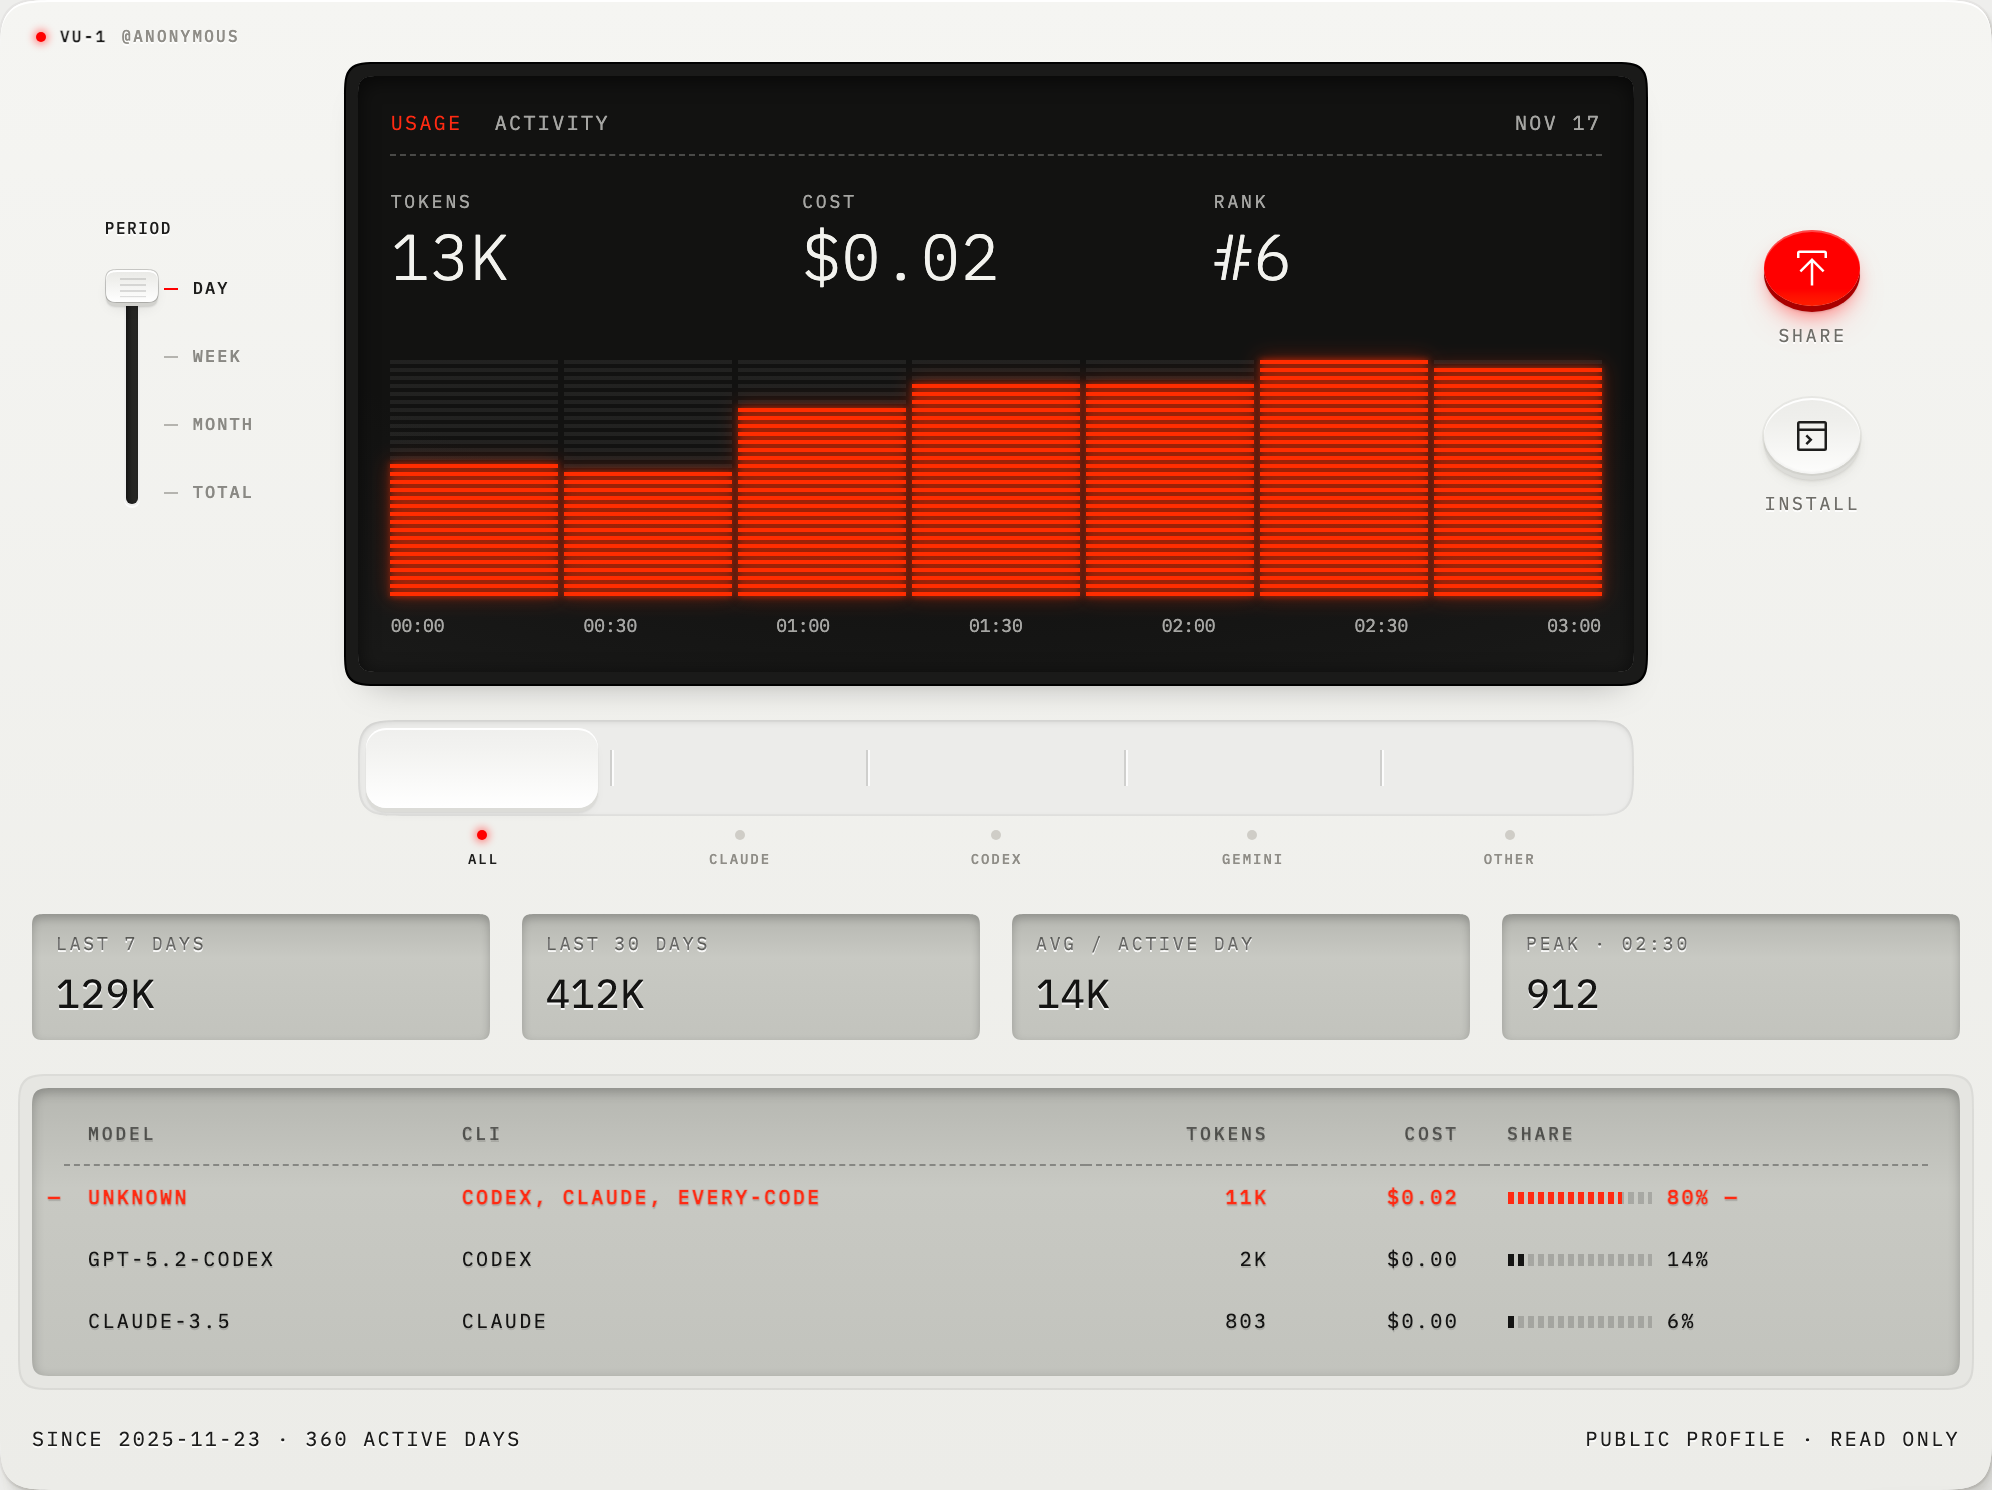 VU-1 @ANONYMOUS
USAGE ACTIVITY NOV 17
TOKENS COST RANK
13K $0.02 #6
PERIOD
DAY
WEEK
MONTH
TOTAL
SHARE
INSTALL
00:00 00:30 01:00 01:30 02:00 02:30 03:00
ALL CLAUDE CODEX GEMINI OTHER
LAST 7 DAYS LAST 30 DAYS AVG / ACTIVE DAY PEAK · 02:30
129K 412K 14K 912
MODEL CLI TOKENS COST SHARE
— UNKNOWN CODEX, CLAUDE, EVERY-CODE 11K $0.02 80% —
GPT-5.2-CODEX CODEX 2K $0.00 14%
CLAUDE-3.5 CLAUDE 803 $0.00 6%
SINCE 2025-11-23 · 360 ACTIVE DAYS PUBLIC PROFILE · READ ONLY